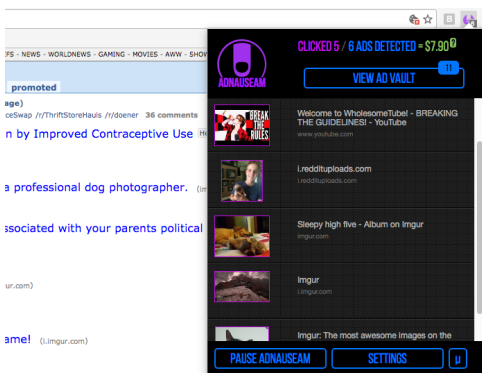 EFS - NEWS - WORLDNEWS - GAMING - MOVIES - AWW - SHOW
promoted
age)
ceSwap /r/ThriftStoreHauls /r/doener 36 comments
n by Improved Contraceptive Use
a professional dog photographer.
ssociated with your parents political
ur.com)
ame! (i.imgur.com)
ADNAUSEAM
CLICKED 5 / 6 ADS DETECTED = $7.90 ?
11
VIEW AD VAULT
BREAK THE RULES
Welcome to WholesomeTube! - BREAKING
THE GUIDELINES! - YouTube
www.youtube.com
i.reddituploads.com
i.reddituploads.com
Sleepy high five - Album on Imgur
imgur.com
Imgur
i.imgur.com
Imgur: The most awesome images on the
PAUSE ADNAUSEAM
SETTINGS
µ